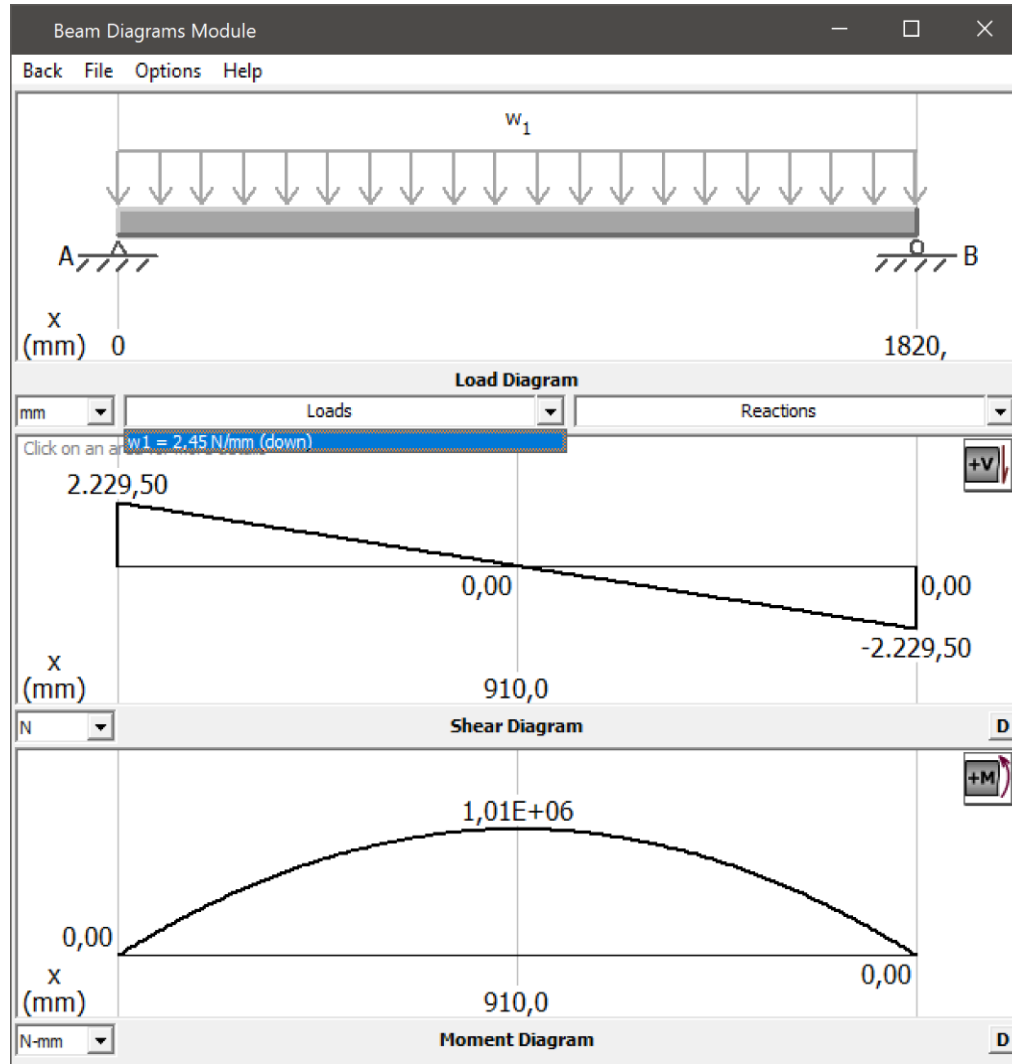 Beam Diagrams Module
Back File Options Help
w1
A
B
x
(mm) 0 1820,
Load Diagram
mm Loads Reactions
w1 = 2,45 N/mm (down)
Click on an
+V
2.229,50
0,00 0,00
-2.229,50
x
(mm) 910,0
N Shear Diagram D
+M
1,01E+06
0,00
0,00
x
(mm) 910,0
N-mm Moment Diagram D